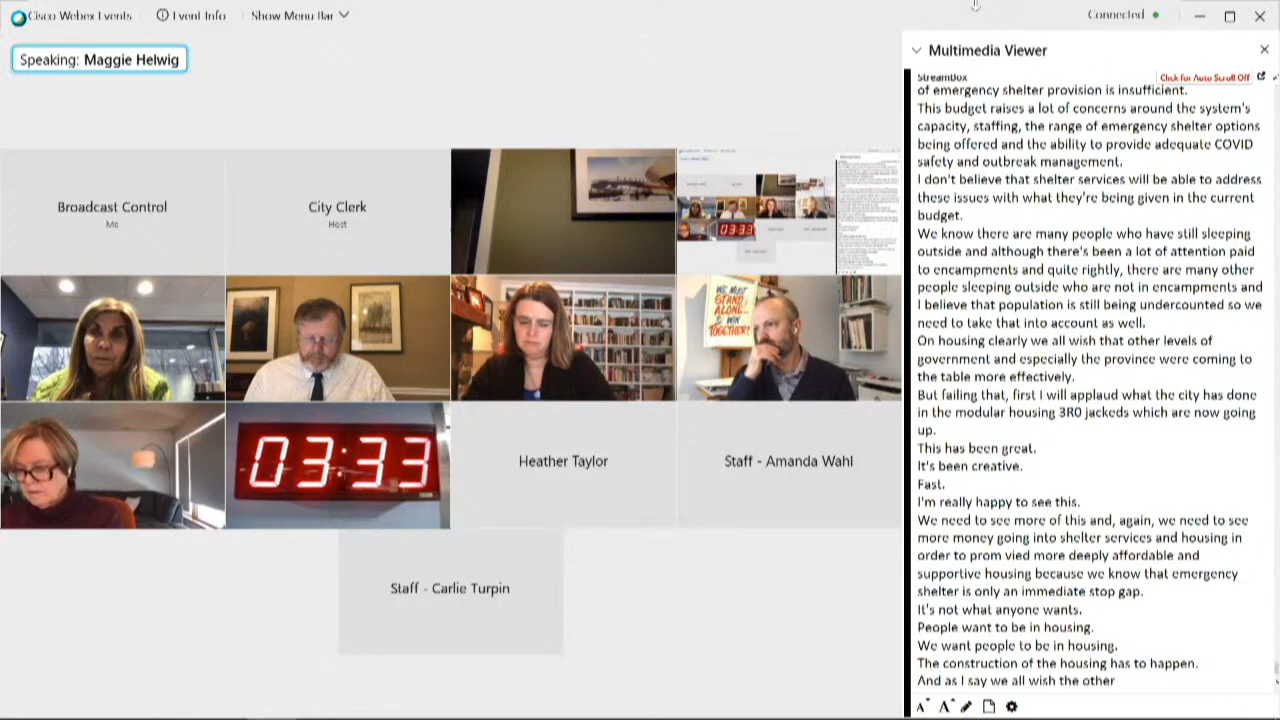 Cisco Webex Events
Event Info
Show Menu Bar
Connected
Speaking: Maggie Helwig
Broadcast Control
Me
City Clerk
Host
WE MUST
STAND
ALONE...
WIN
TOGETHER!
03:33
03:33
Heather Taylor
Staff - Amanda Wahl
Staff - Carlie Turpin
Multimedia Viewer
StreamBox
Click for Auto Scroll Off
of emergency shelter provision is insufficient.
This budget raises a lot of concerns around the system's
capacity, staffing, the range of emergency shelter options
being offered and the ability to provide adequate COVID
safety and outbreak management.
I don't believe that shelter services will be able to address
these issues with what they're being given in the current
budget.
We know there are many people who have still sleeping
outside and although there's been a lot of attention paid
to encampments and quite rightly, there are many other
people sleeping outside who are not in encampments and
I believe that population is still being undercounted so we
need to take that into account as well.
On housing clearly we all wish that other levels of
government and especially the province were coming to
the table more effectively.
But failing that, first I will applaud what the city has done
in the modular housing 3R0 jackeds which are now going
up.
This has been great.
It's been creative.
Fast.
I'm really happy to see this.
We need to see more of this and, again, we need to see
more money going into shelter services and housing in
order to prom vied more deeply affordable and
supportive housing because we know that emergency
shelter is only an immediate stop gap.
It's not what anyone wants.
People want to be in housing.
We want people to be in housing.
The construction of the housing has to happen.
And as I say we all wish the other